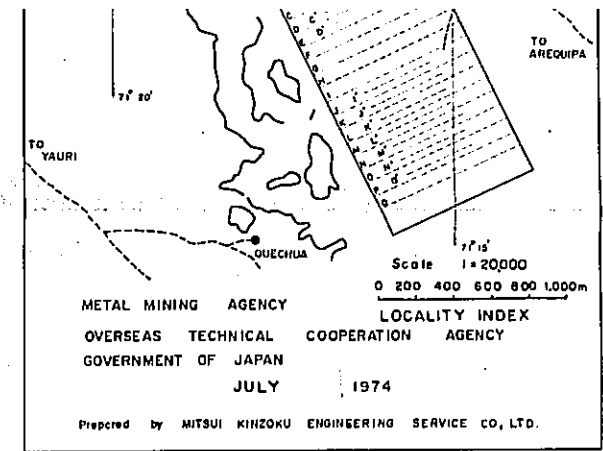 TO
AREQUIPA
71° 20'
TO
YAURI
QUECHUA
71° 15'
Scale 1 = 20,000
0 200 400 600 800 1,000m
LOCALITY INDEX
METAL MINING AGENCY
OVERSEAS TECHNICAL COOPERATION AGENCY
GOVERNMENT OF JAPAN
JULY 1974
Prepared by MITSUI KINZOKU ENGINEERING SERVICE CO, LTD.